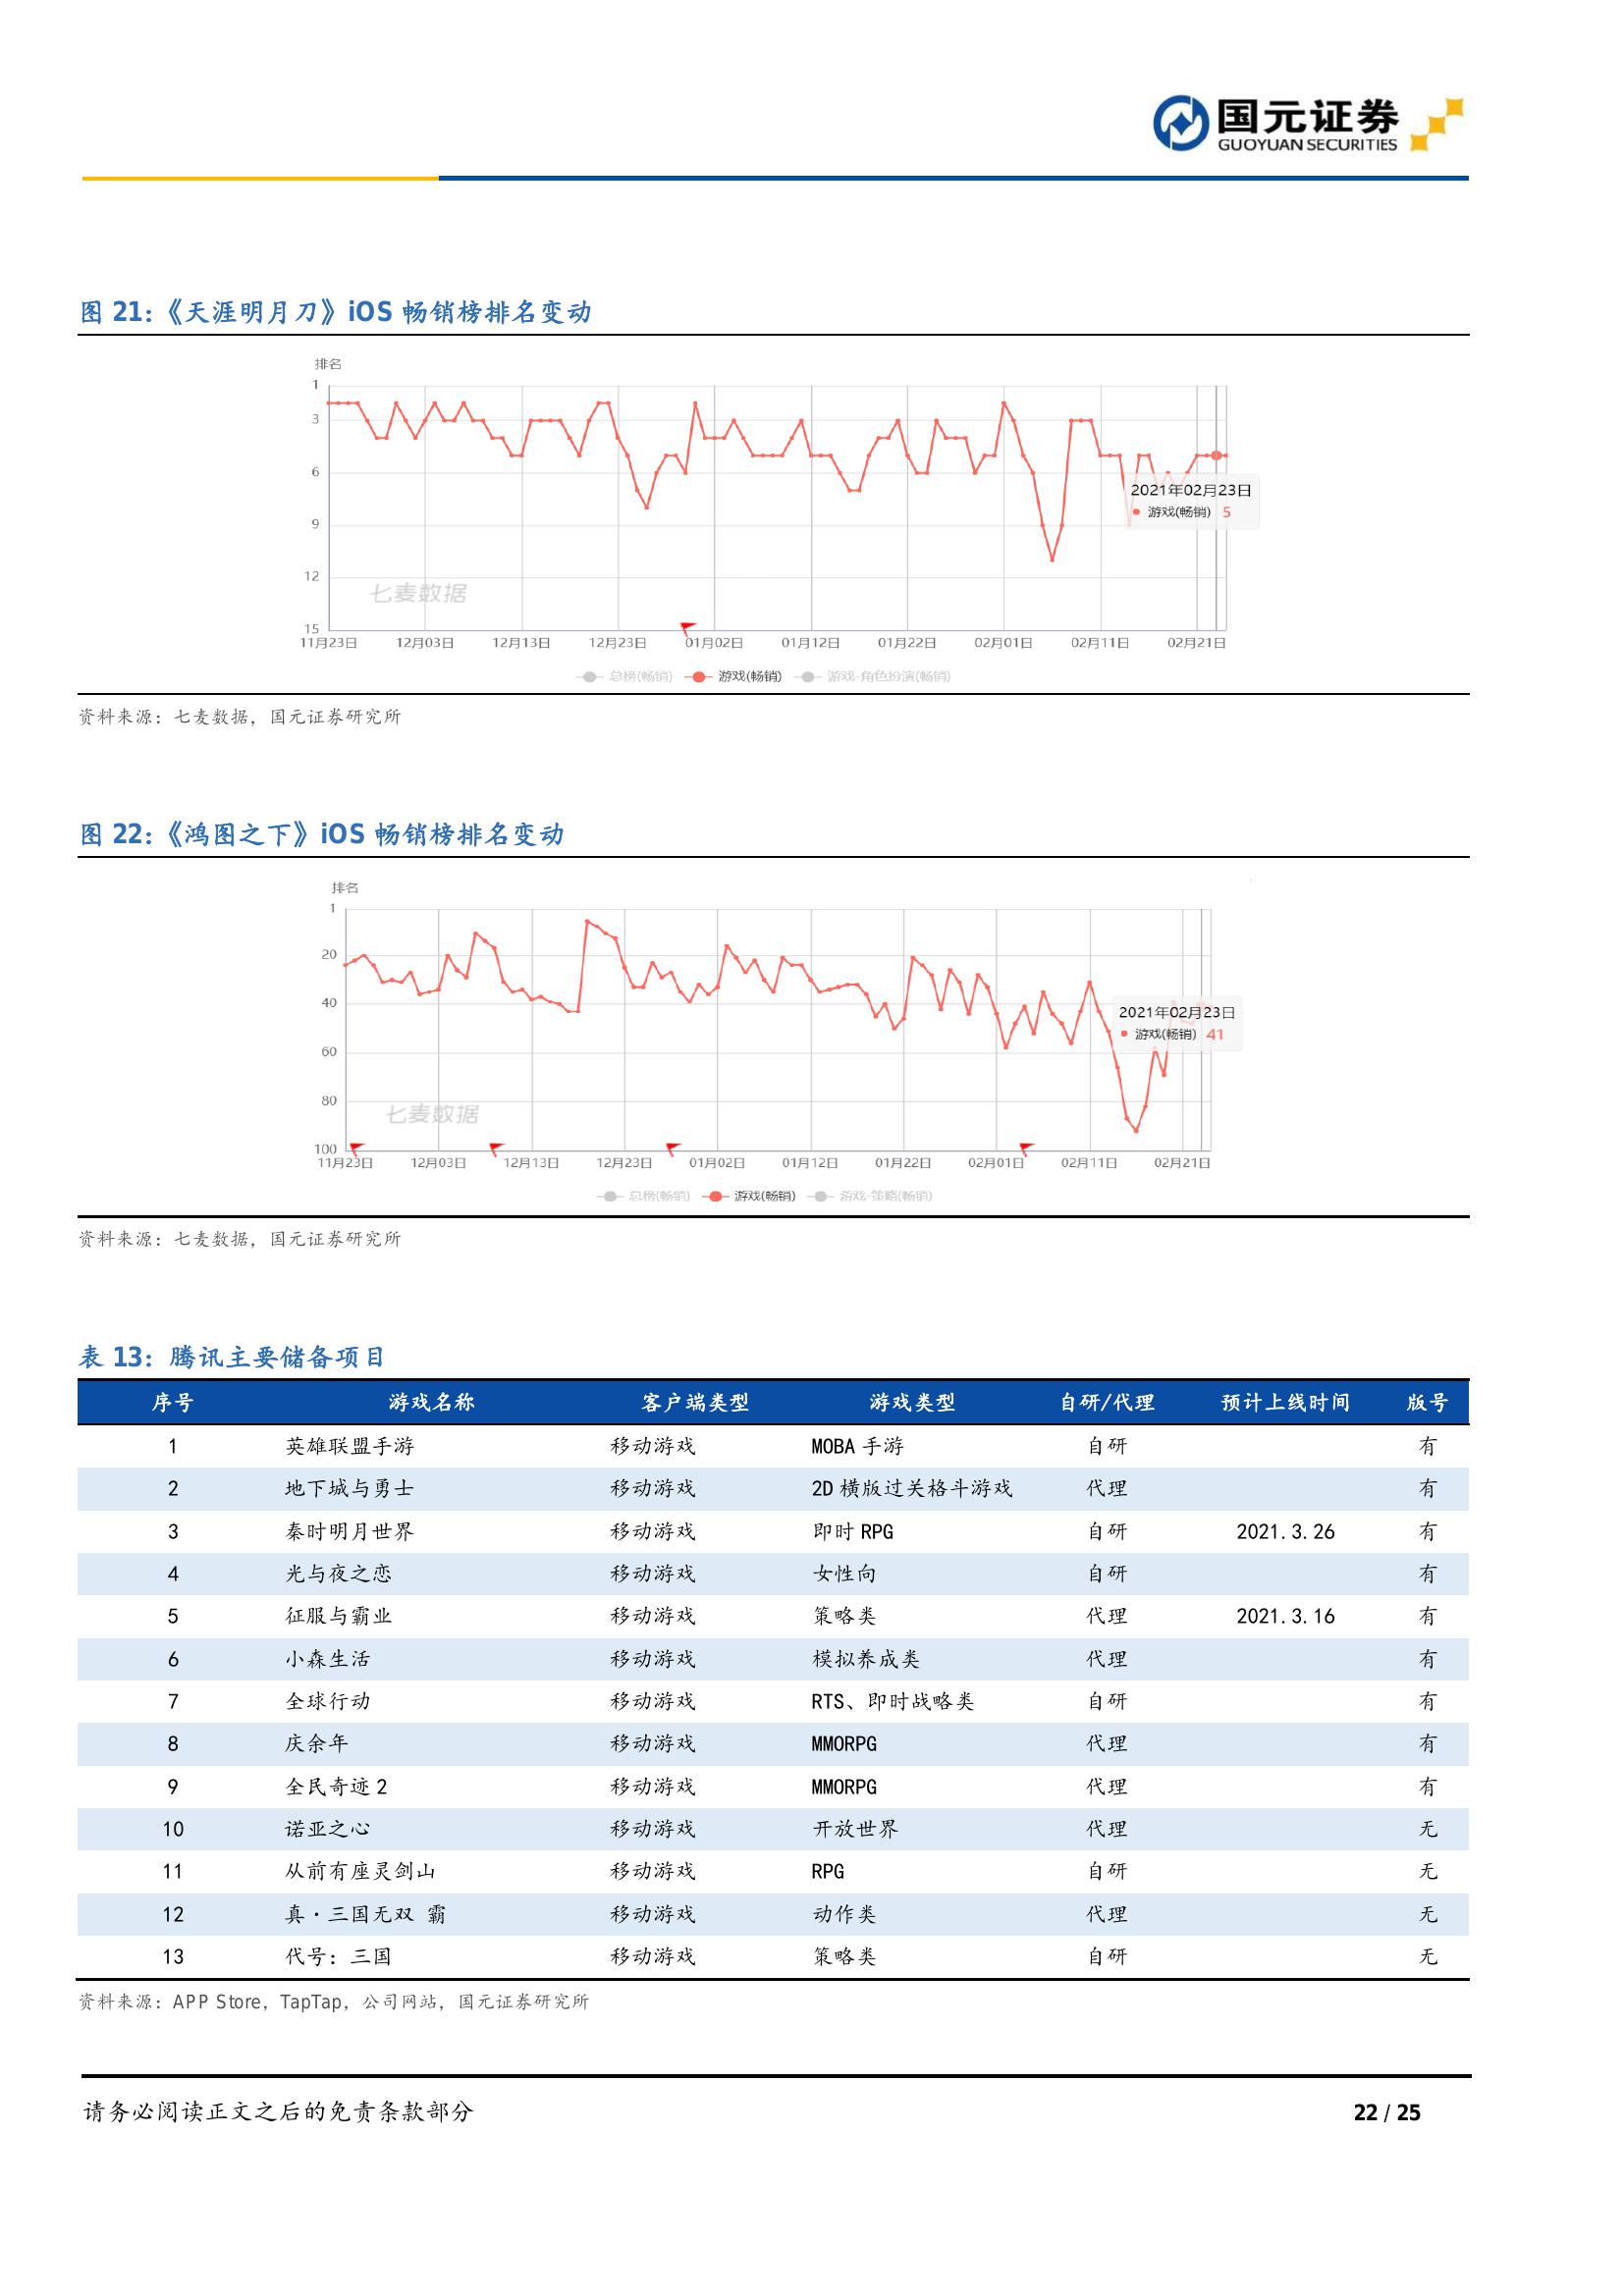 国元证券
GUOYUAN SECURITIES
图 21：《天涯明月刀》iOS 畅销榜排名变动
排名
1
3
6
9
12
15
2021年02月23日
游戏(畅销) 5
七麦数据
11月23日 12月03日 12月13日 12月23日 01月02日 01月12日 01月22日 02月01日 02月11日 02月21日
总榜(畅销) 游戏(畅销) 游戏-角色扮演(畅销)
资料来源：七麦数据，国元证券研究所
图 22：《鸿图之下》iOS 畅销榜排名变动
排名
1
20
40
60
80
100
2021年02月23日
游戏(畅销) 41
七麦数据
11月23日 12月03日 12月13日 12月23日 01月02日 01月12日 01月22日 02月01日 02月11日 02月21日
总榜(畅销) 游戏(畅销) 游戏-策略(畅销)
资料来源：七麦数据，国元证券研究所
表 13：腾讯主要储备项目
序号 游戏名称 客户端类型 游戏类型 自研/代理 预计上线时间 版号
1 英雄联盟手游 移动游戏 MOBA 手游 自研 有
2 地下城与勇士 移动游戏 2D 横版过关格斗游戏 代理 有
3 秦时明月世界 移动游戏 即时 RPG 自研 2021.3.26 有
4 光与夜之恋 移动游戏 女性向 自研 有
5 征服与霸业 移动游戏 策略类 代理 2021.3.16 有
6 小森生活 移动游戏 模拟养成类 代理 有
7 全球行动 移动游戏 RTS、即时战略类 自研 有
8 庆余年 移动游戏 MMORPG 代理 有
9 全民奇迹 2 移动游戏 MMORPG 代理 有
10 诺亚之心 移动游戏 开放世界 代理 无
11 从前有座灵剑山 移动游戏 RPG 自研 无
12 真·三国无双 霸 移动游戏 动作类 代理 无
13 代号：三国 移动游戏 策略类 自研 无
资料来源：APP Store，TapTap，公司网站，国元证券研究所
请务必阅读正文之后的免责条款部分 22 / 25